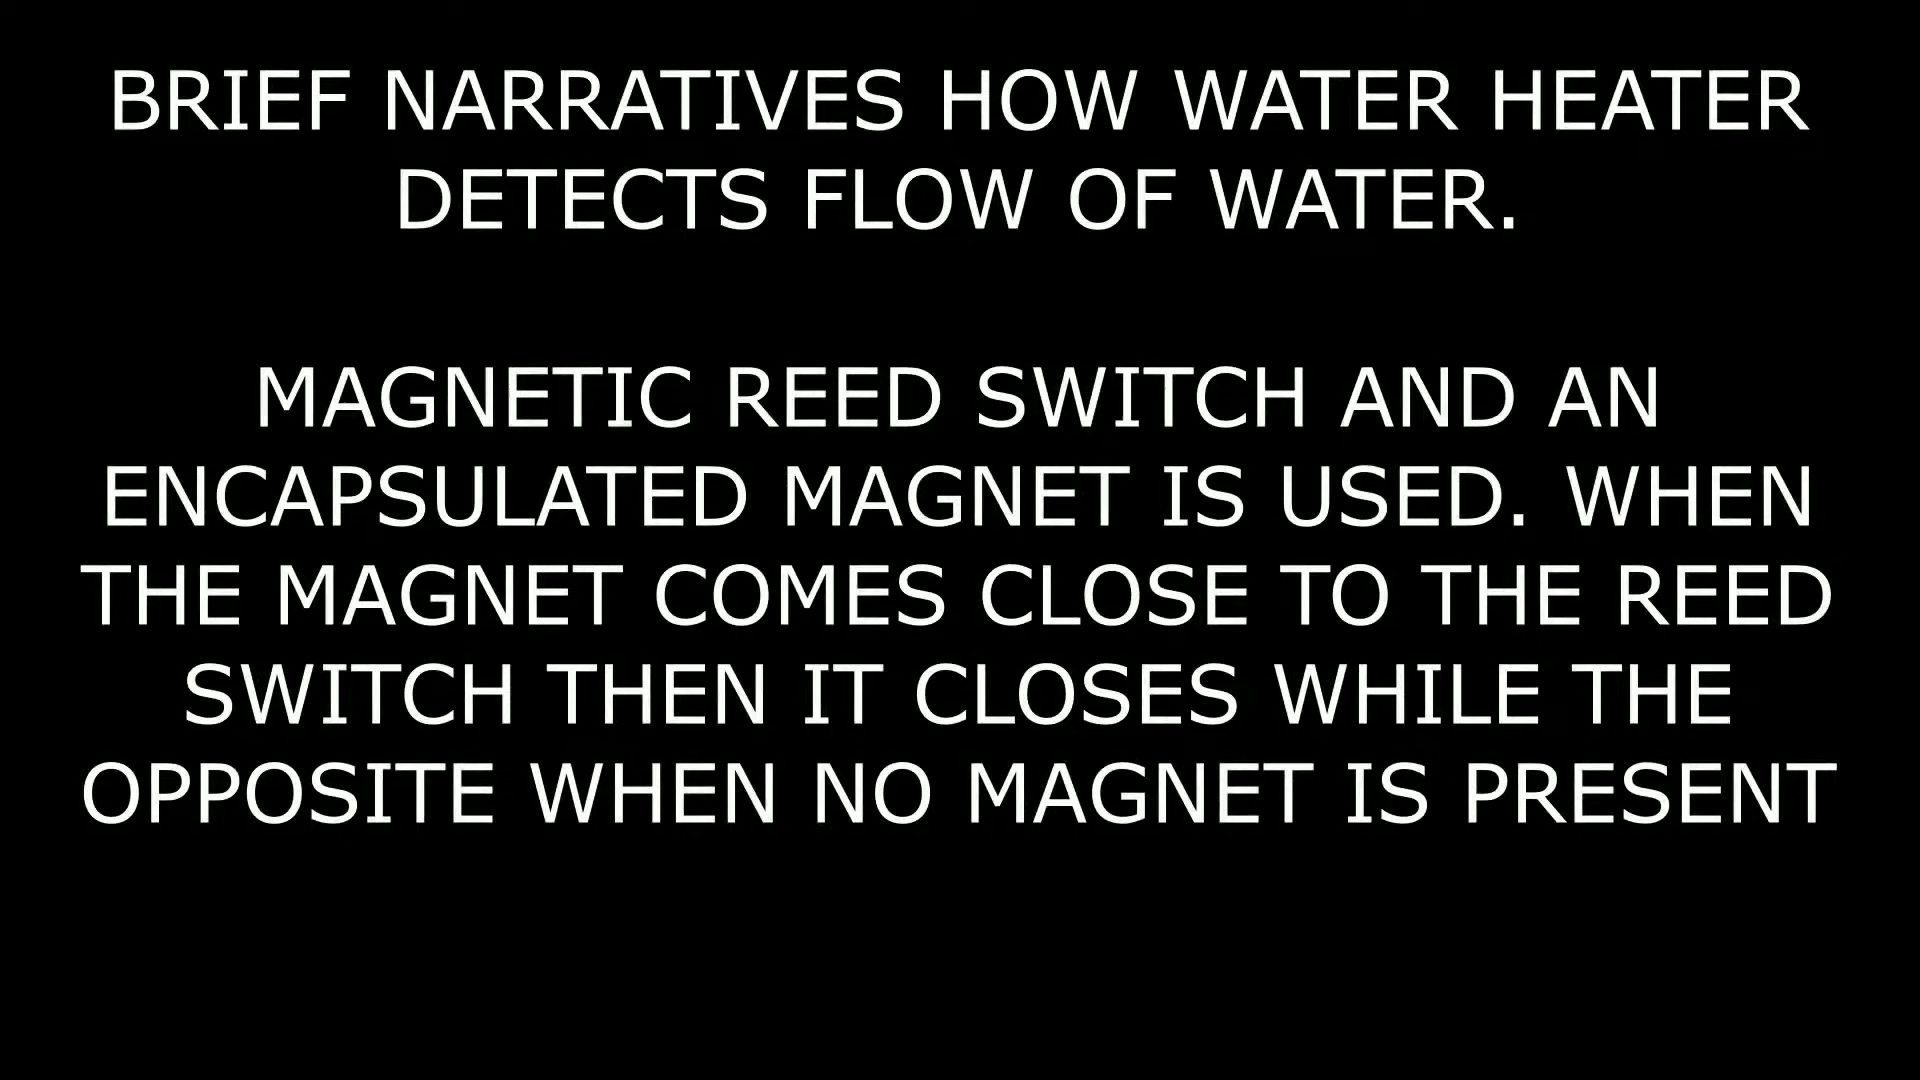 BRIEF NARRATIVES HOW WATER HEATER
DETECTS FLOW OF WATER.
MAGNETIC REED SWITCH AND AN
ENCAPSULATED MAGNET IS USED. WHEN
THE MAGNET COMES CLOSE TO THE REED
SWITCH THEN IT CLOSES WHILE THE
OPPOSITE WHEN NO MAGNET IS PRESENT